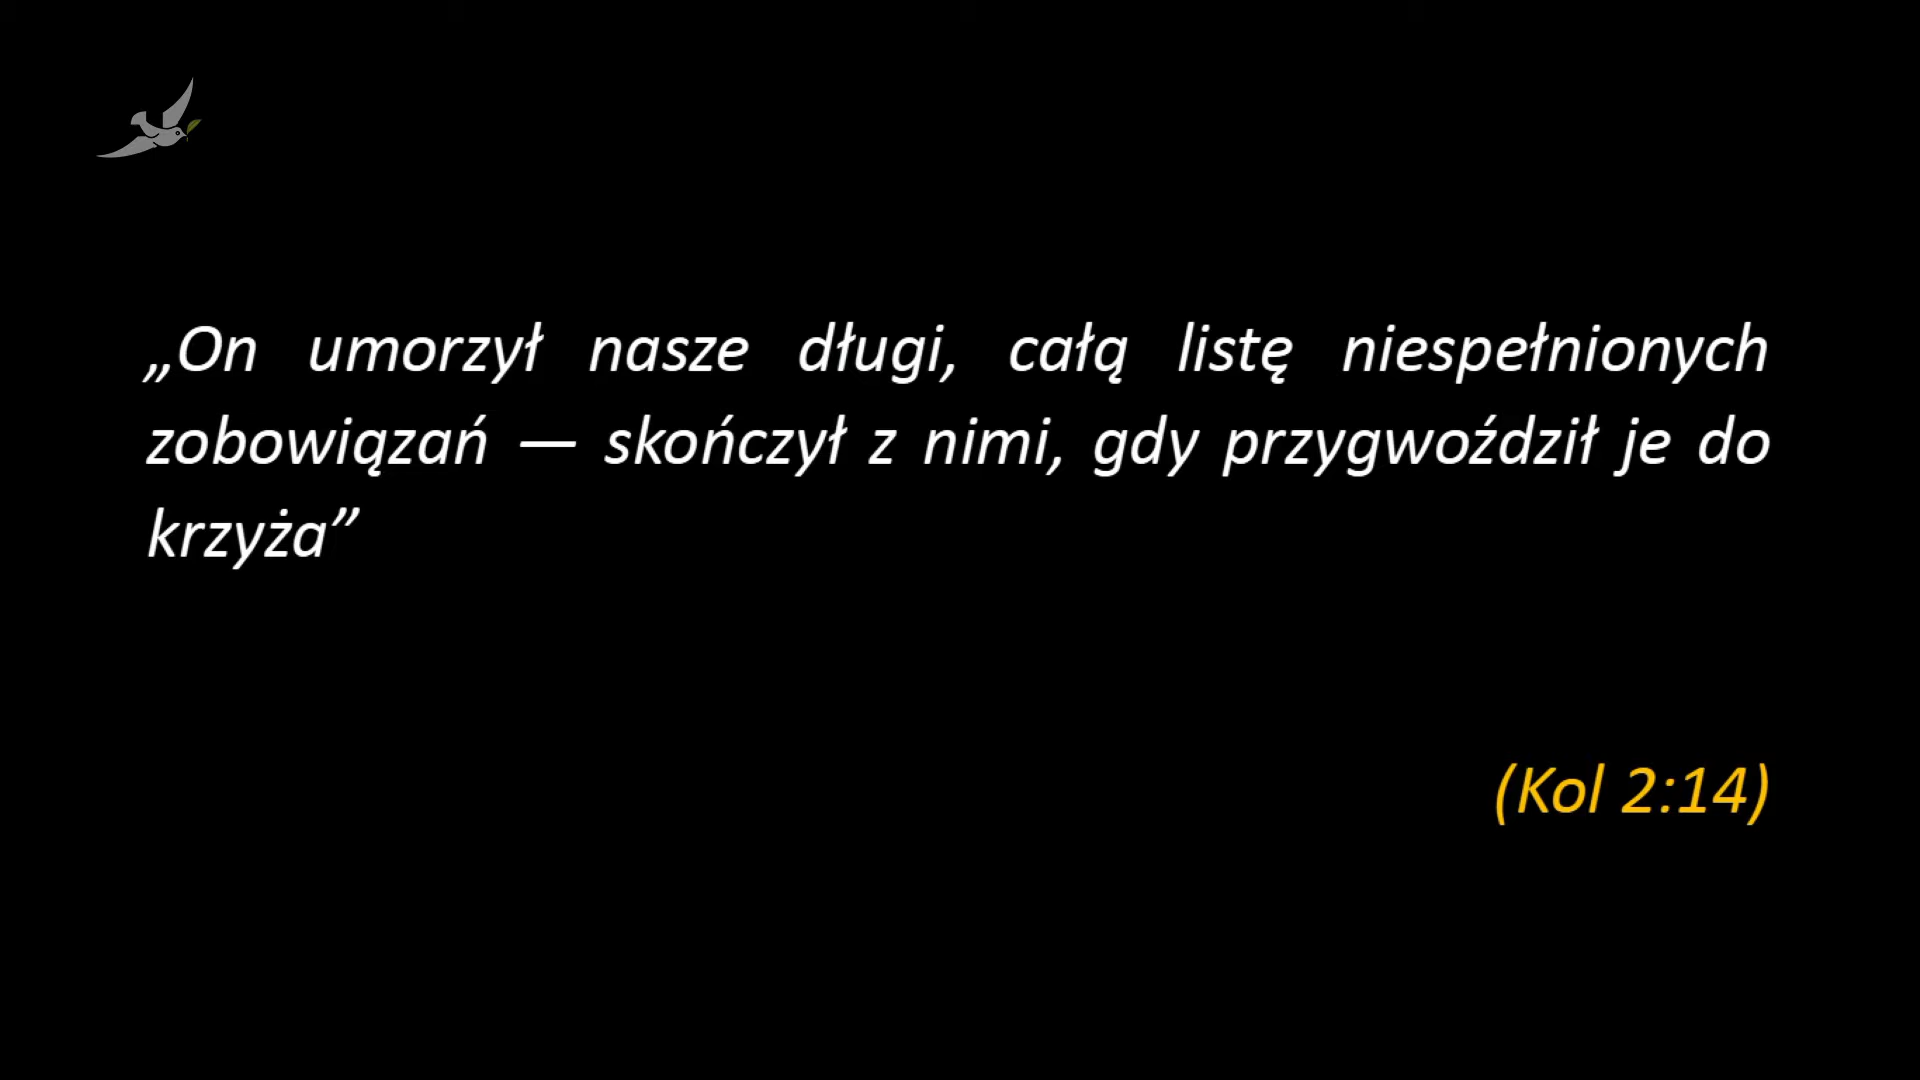 „On umorzył nasze długi, całą listę niespełnionych
zobowiązań — skończył z nimi, gdy przygwoździł je do
krzyża”
(Kol 2:14)